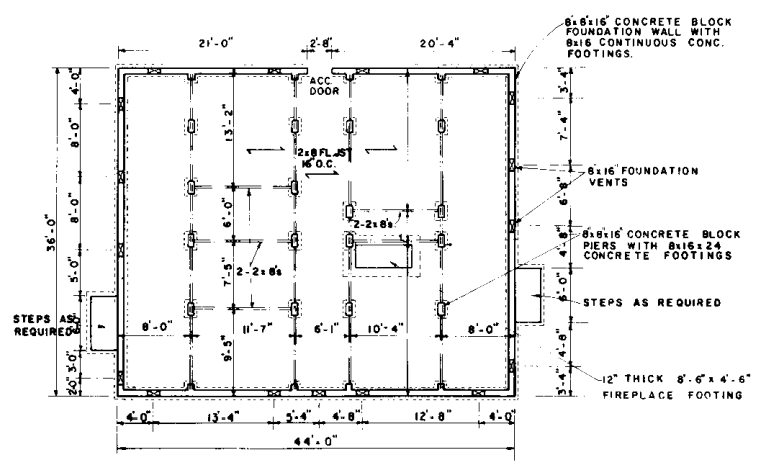 8x8x16" CONCRETE BLOCK
FOUNDATION WALL WITH
8x16 CONTINUOUS CONC.
FOOTINGS.
21'-0"
2'-8"
20'-4"
ACC.
DOOR
4'-0"
8'-0"
8'-0"
5'-0"
6'-0"
3'-0"
2'-0"
36'-0"
13'-2"
6'-0"
7'-5"
9'-5"
2x8 FL. JST
16" O.C.
2-2x8's
2-2x8's
3'-4"
7'-4"
6'-8"
4'-8"
6'-0"
4'-8"
3'-4"
8x16" FOUNDATION
VENTS
8x8x16" CONCRETE BLOCK
PIERS WITH 8x16x24
CONCRETE FOOTINGS
STEPS AS REQUIRED
STEPS AS
REQUIRED
8'-0"
11'-7"
6'-1"
10'-4"
8'-0"
12" THICK 8'-6" x 4'-6"
FIREPLACE FOOTING
4'-0"
13'-4"
5'-4"
4'-8"
12'-8"
4'-0"
44'-0"